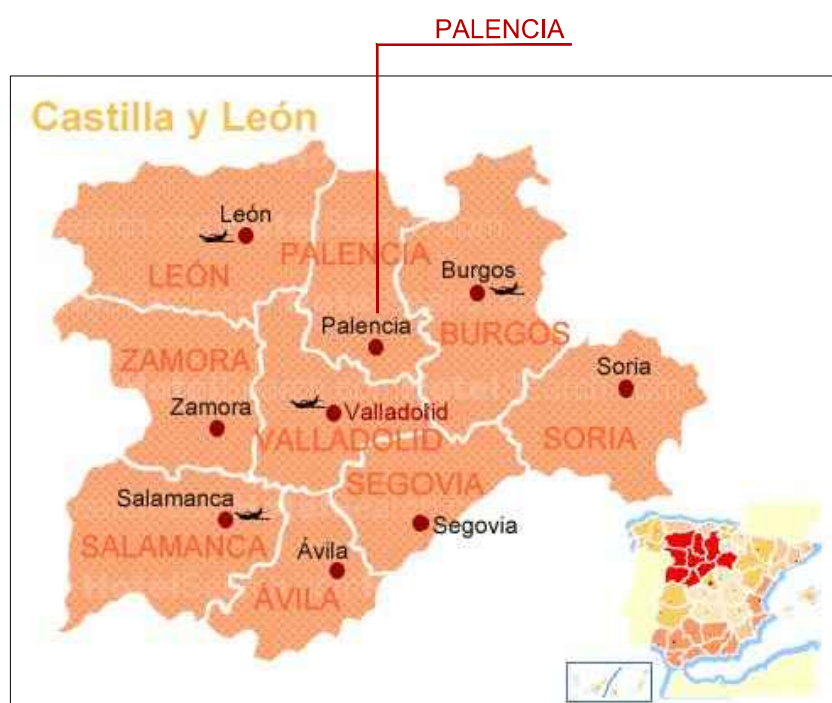 PALENCIA
Castilla y León
León
PALENCIA
LEÓN
Burgos
Palencia
BURGOS
ZAMORA
Soria
Zamora
Valladolid
VALLADOLID
SORIA
SEGOVIA
Salamanca
Segovia
SALAMANCA
Ávila
ÁVILA